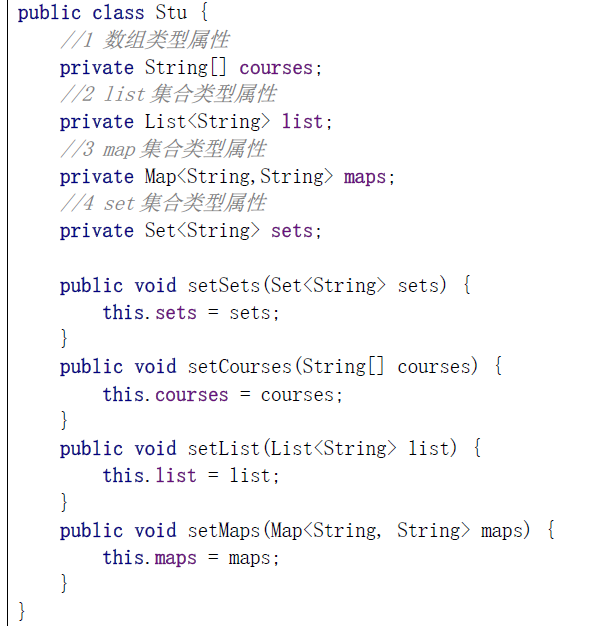 public class Stu {
//1 数组类型属性
private String[] courses;
//2 list 集合类型属性
private List<String> list;
//3 map 集合类型属性
private Map<String,String> maps;
//4 set 集合类型属性
private Set<String> sets;
public void setSets(Set<String> sets) {
this.sets = sets;
}
public void setCourses(String[] courses) {
this.courses = courses;
}
public void setList(List<String> list) {
this.list = list;
}
public void setMaps(Map<String, String> maps) {
this.maps = maps;
}
}